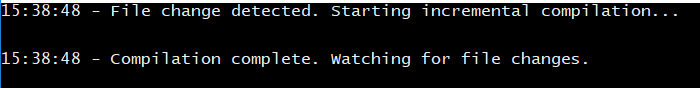 15:38:48 - File change detected. Starting incremental compilation...
15:38:48 - Compilation complete. Watching for file changes.